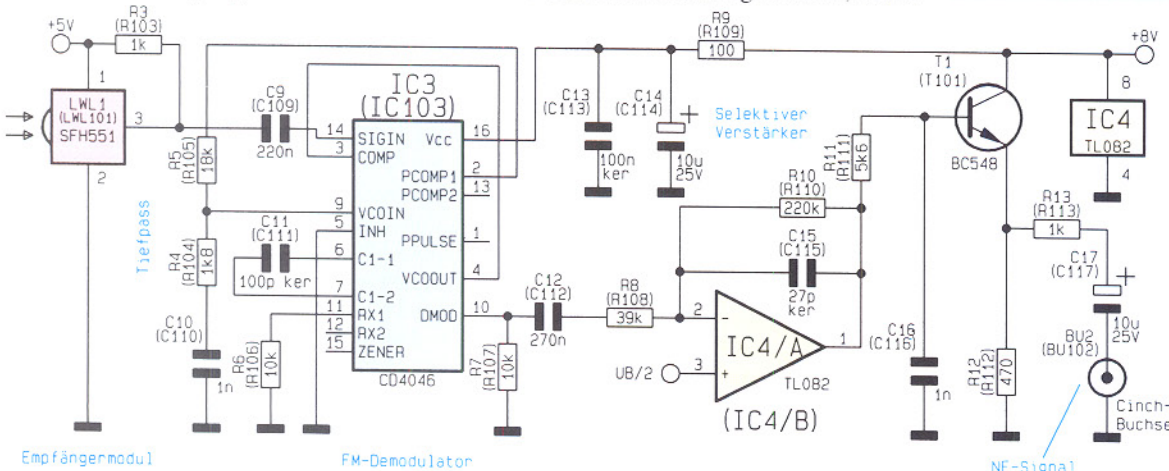 +5V
R3
(R103)
1k
1
LWL1
(LWL101)
SFH551
3
2
Empfängermodul
Tiefpass
R5
(R105)
18k
R4
(R104)
1k8
C10
(C110)
1n
C9
(C109)
220n
C11
(C111)
100p ker
R6
(R106)
10k
IC3
(IC103)
14
SIGIN
3
COMP
9
VCOIN
5
INH
6
C1-1
7
C1-2
11
RX1
12
RX2
15
ZENER
Vcc
16
PCOMP1
2
PCOMP2
13
PPULSE
1
VCOOUT
4
DMOD
10
CD4046
FM-Demodulator
R7
(R107)
10k
C12
(C112)
270n
R8
(R108)
39k
C13
(C113)
100n
ker
C14
(C114)
+
10u
25V
R9
(R109)
100
Selektiver
Verstärker
R10
(R110)
220k
C15
(C115)
27p
ker
R11
(R111)
5k6
2
-
IC4/A
1
UB/2
3
+
TL082
(IC4/B)
C16
(C116)
1n
T1
(T101)
BC548
+8V
8
IC4
TL082
4
R13
(R113)
1k
R12
(R112)
470
C17
(C117)
+
10u
25V
BU2
(BU102)
Cinch-
Buchse
NF-Signal